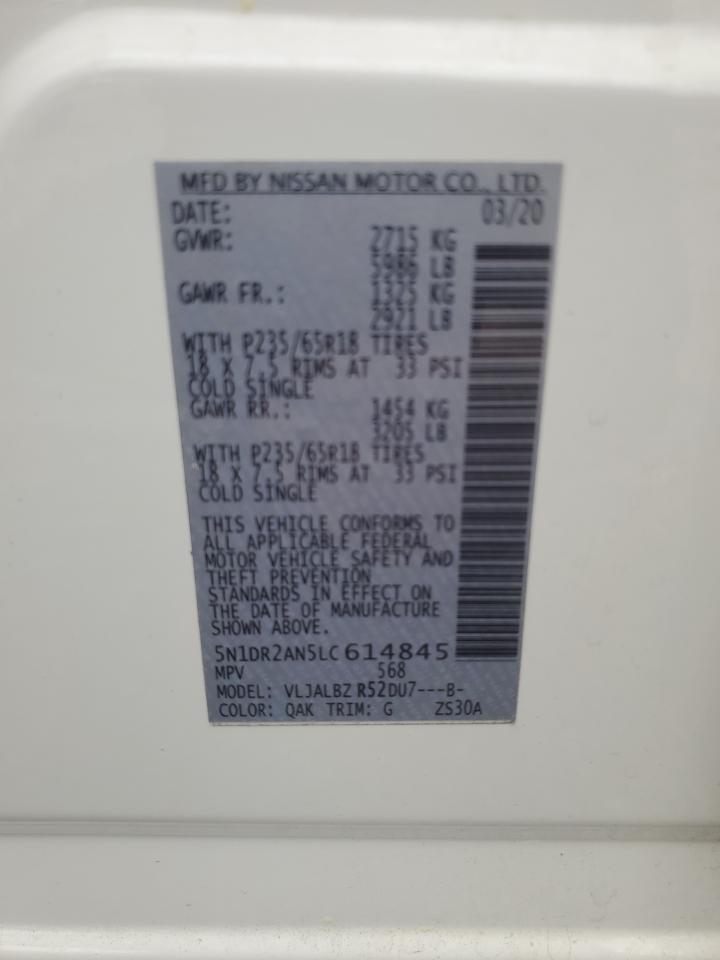 MFD BY NISSAN MOTOR CO., LTD.
DATE: 03/20
GVWR: 2715 KG
5986 LB
GAWR FR.: 1325 KG
2921 LB
WITH P235/65R18 TIRES
18 X 7.5 RIMS AT 33 PSI
COLD SINGLE
GAWR RR.: 1454 KG
3205 LB
WITH P235/65R18 TIRES
18 X 7.5 RIMS AT 33 PSI
COLD SINGLE
THIS VEHICLE CONFORMS TO
ALL APPLICABLE FEDERAL
MOTOR VEHICLE SAFETY AND
THEFT PREVENTION
STANDARDS IN EFFECT ON
THE DATE OF MANUFACTURE
SHOWN ABOVE.
5N1DR2AN5LC614845
MPV 568
MODEL: VLJALBZ R52DU7---B-
COLOR: QAK TRIM: G ZS30A